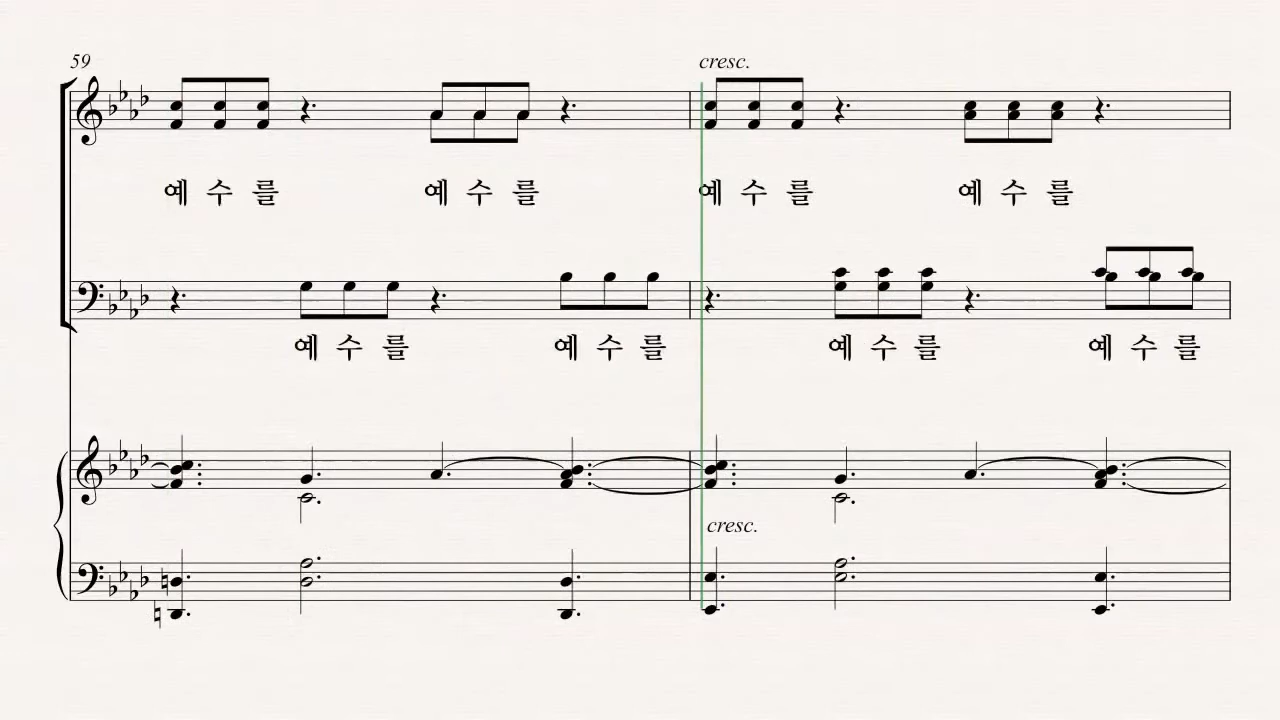 59
cresc.
예 수 를 예 수 를 예 수 를 예 수 를
예 수 를 예 수 를 예 수 를 예 수 를
cresc.